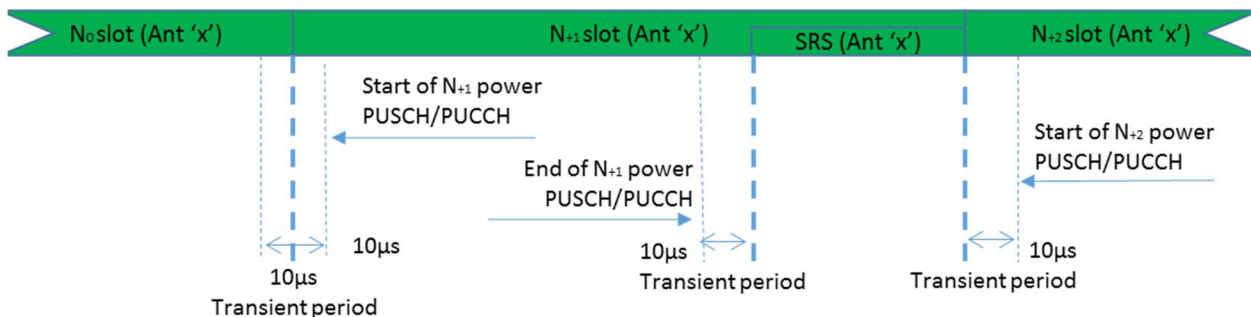 N₀ slot (Ant ‘x’)
N₊₁ slot (Ant ‘x’)
SRS (Ant ‘x’)
N₊₂ slot (Ant ‘x’)
Start of N₊₁ power
PUSCH/PUCCH
End of N₊₁ power
PUSCH/PUCCH
Start of N₊₂ power
PUSCH/PUCCH
10µs
10µs
Transient period
10µs
Transient period
10µs
Transient period